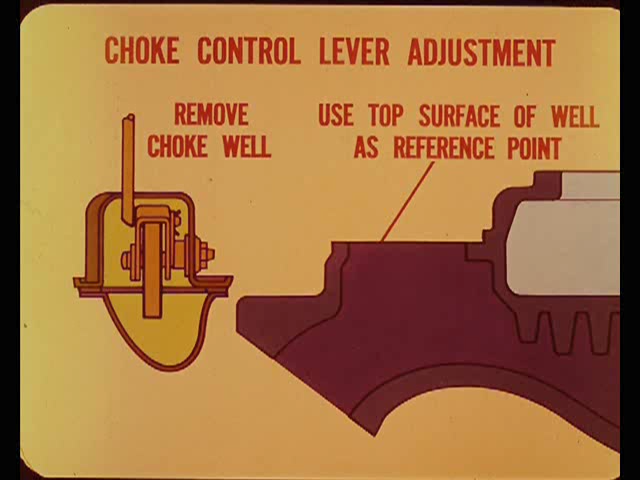 CHOKE CONTROL LEVER ADJUSTMENT
REMOVE
CHOKE WELL
USE TOP SURFACE OF WELL
AS REFERENCE POINT